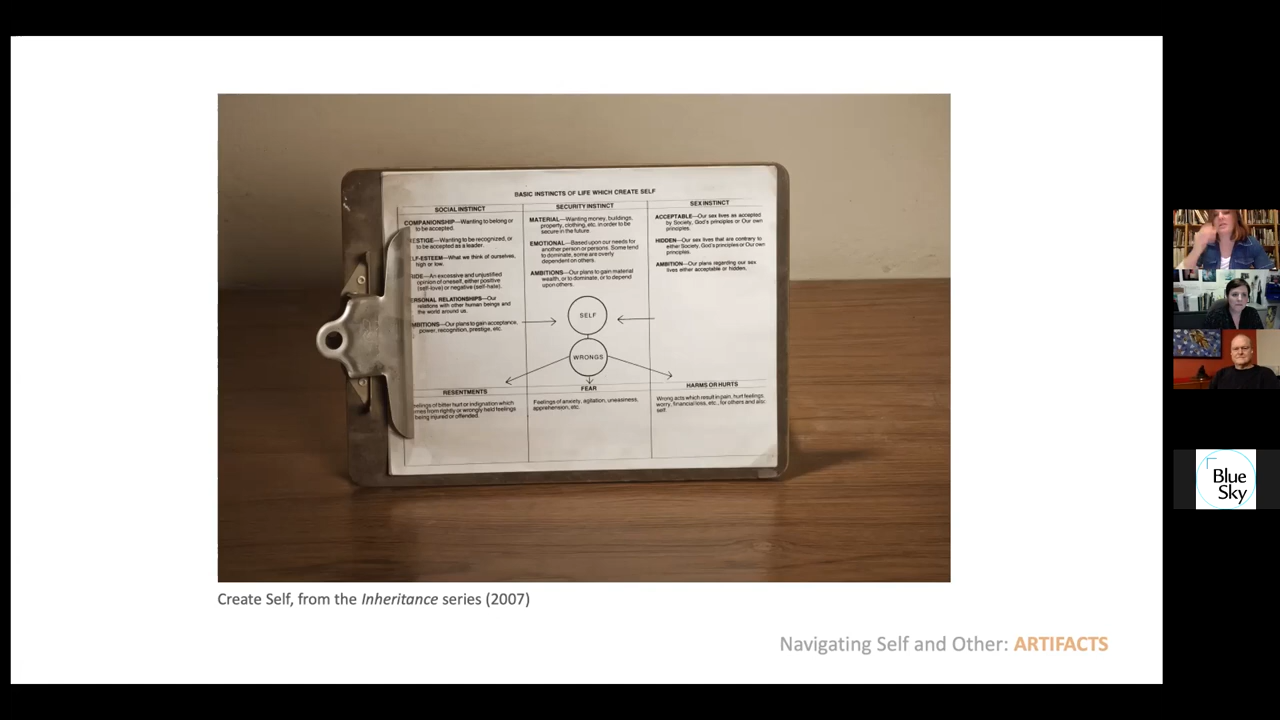 BASIC INSTINCTS OF LIFE WHICH CREATE SELF
SOCIAL INSTINCT
COMPANIONSHIP—Wanting to belong or
to be accepted.
ESTIGE—Wanting to be recognized, or
to be accepted as a leader.
LF-ESTEEM—What we think of ourselves,
high or low.
IDE—An excessive and unjustified
opinion of oneself, either positive
(self-love) or negative (self-hate).
ERSONAL RELATIONSHIPS—Our
relations with other human beings and
the world around us.
MBITIONS—Our plans to gain acceptance,
power, recognition, prestige, etc.
SECURITY INSTINCT
MATERIAL—Wanting money, buildings,
property, clothing, etc. in order to be
secure in the future
EMOTIONAL—Based upon our needs for
another person or persons. Some tend
to dominate, some are overly
dependent on others.
AMBITIONS—Our plans to gain material
wealth, or to dominate, or to depend
upon others.
SEX INSTINCT
ACCEPTABLE—Our sex lives as accepted
by Society, God's principles or Our own
principles.
HIDDEN—Our sex lives that are contrary to
either Society, God's principles or Our own
principles.
AMBITION—Our plans regarding our sex
lives either acceptable or hidden.
SELF
WRONGS
RESENTMENTS
elings of bitter hurt or indignation which
mes from rightly or wrongly held feelings
being injured or offended.
FEAR
Feelings of anxiety, agitation, uneasiness,
apprehension, etc.
HARMS OR HURTS
Wrong acts which result in pain, hurt feelings,
worry, financial loss, etc., for others and also
self.
Create Self, from the Inheritance series (2007)
Navigating Self and Other: ARTIFACTS
Blue
Sky